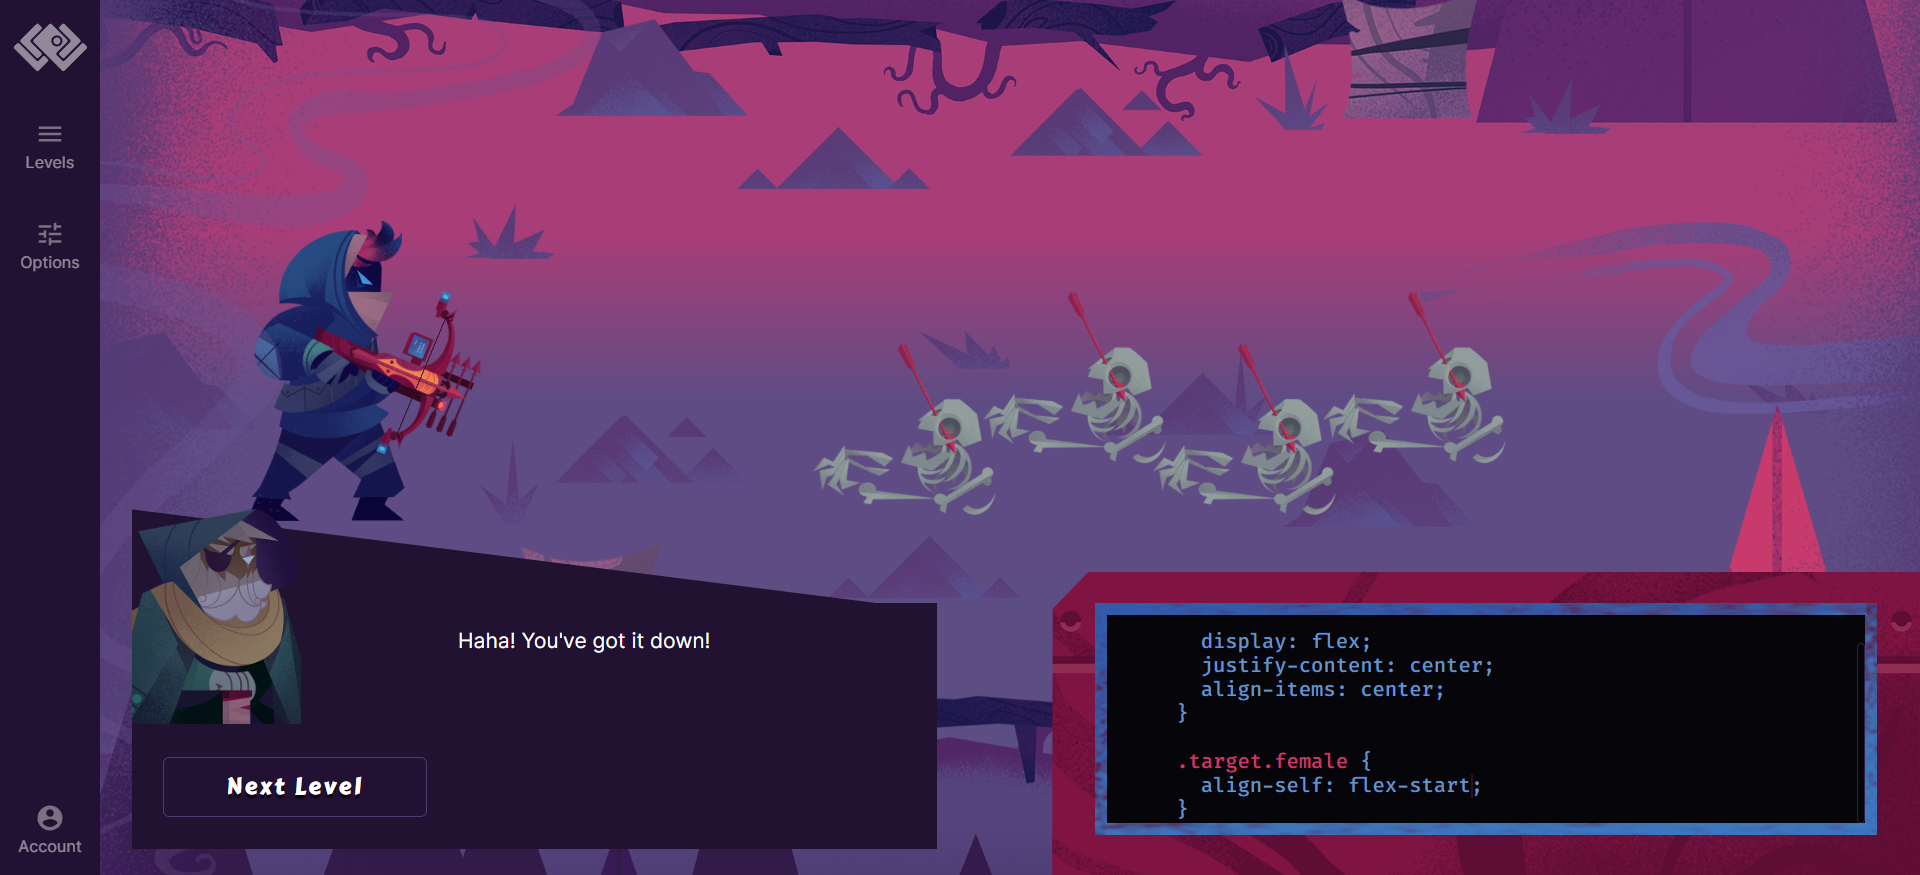 Levels
Options
Haha! You've got it down!
Next Level
Account
display: flex;
justify-content: center;
align-items: center;
}
.target.female {
align-self: flex-start;
}